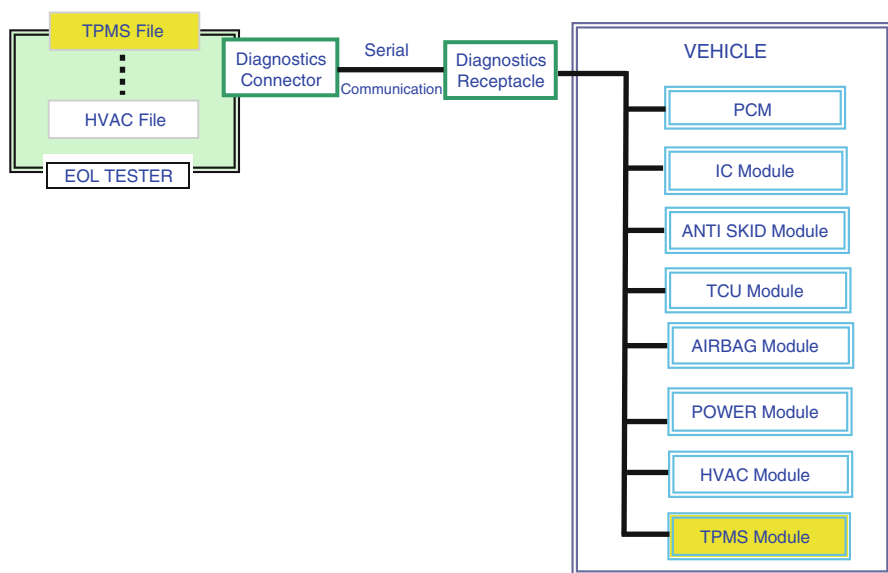 TPMS File
HVAC File
EOL TESTER
Diagnostics
Connector
Serial
Communication
Diagnostics
Receptacle
VEHICLE
PCM
IC Module
ANTI SKID Module
TCU Module
AIRBAG Module
POWER Module
HVAC Module
TPMS Module